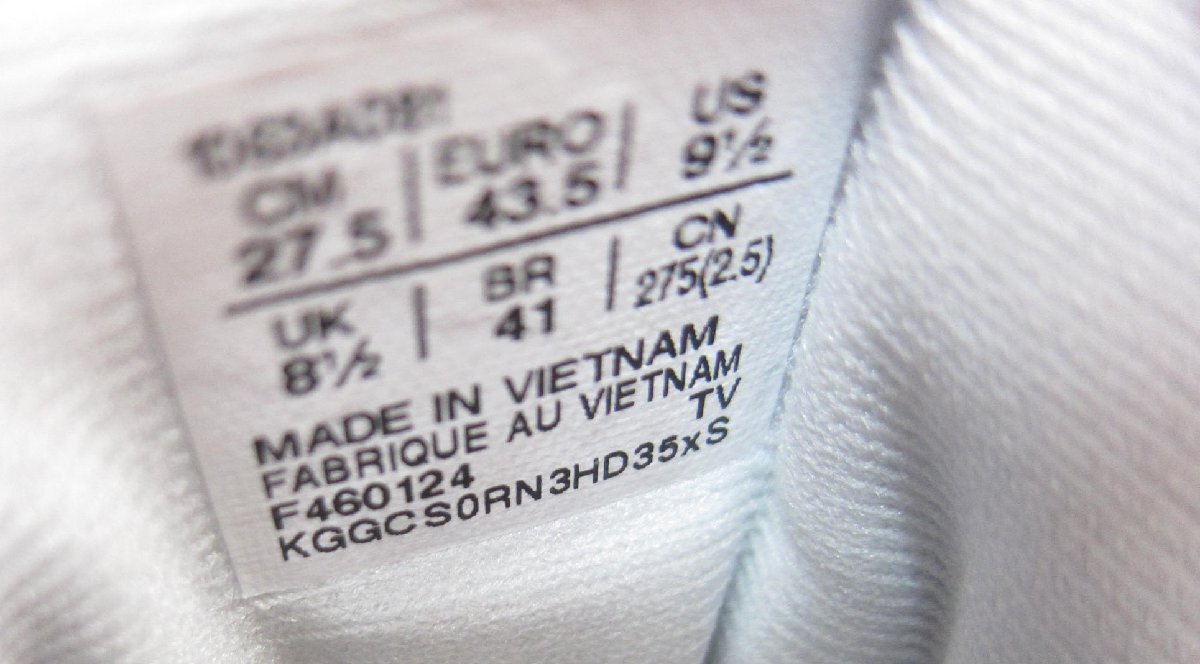 CM | EURO | US
27.5 | 43.5 | 9½
UK | BR | CN
8½ | 41 | 275(2.5)
MADE IN VIETNAM
FABRIQUE AU VIETNAM
F460124 TV
KGGCS0RN3HD35xS